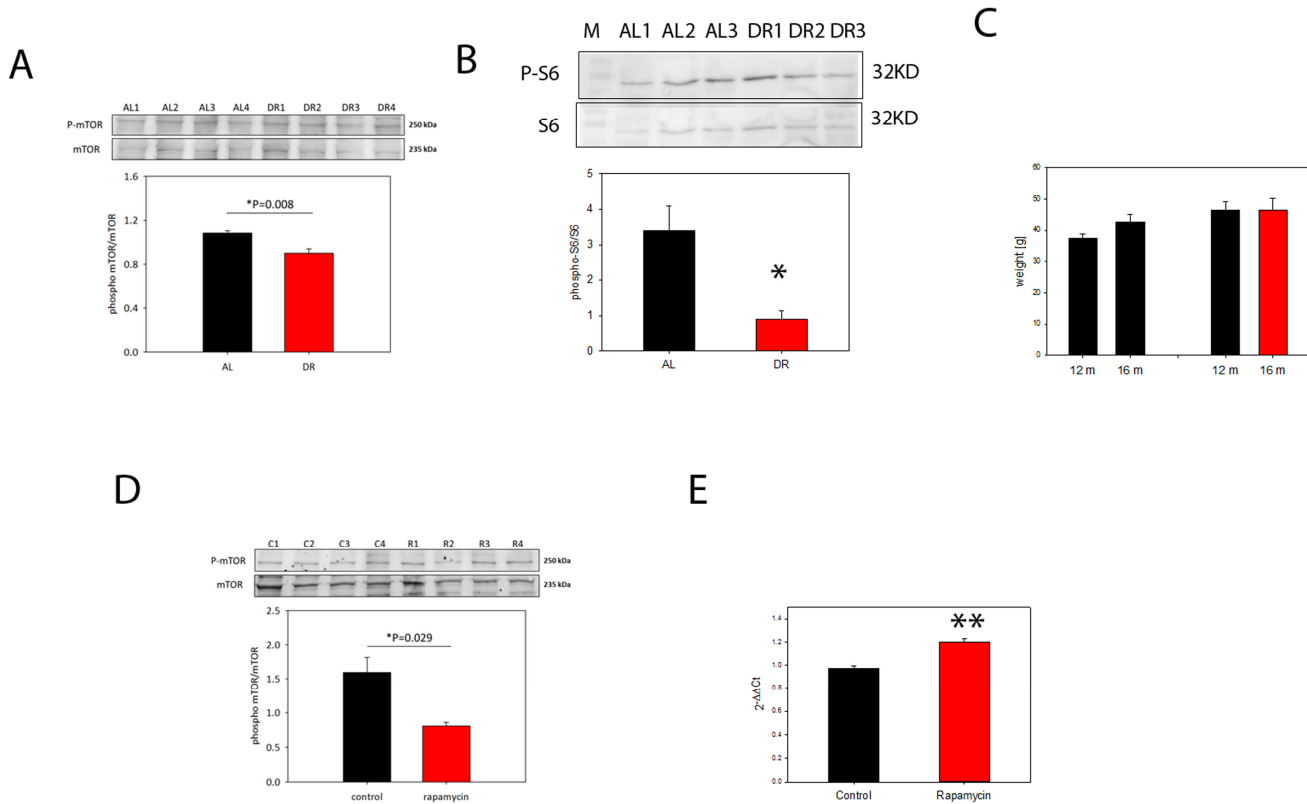 A
AL1 AL2 AL3 AL4 DR1 DR2 DR3 DR4
P-mTOR 250 kDa
mTOR 235 kDa
1.6
*P=0.008
1.2
0.8
0.4
0.0
phospho mTOR/mTOR
AL DR
B
M AL1 AL2 AL3 DR1 DR2 DR3
P-S6 32KD
S6 32KD
5
4
3
2
1
0
phospho-S6/S6
*
AL DR
C
60
50
40
30
20
10
0
weight [g]
12 m 16 m 12 m 16 m
D
C1 C2 C3 C4 R1 R2 R3 R4
P-mTOR 250 kDa
mTOR 235 kDa
2.5
*P=0.029
2.0
1.5
1.0
0.5
0.0
phospho mTOR/mTOR
control rapamycin
E
1.4
1.2
1.0
0.8
0.6
0.4
0.2
0.0
2-ΔΔCt
**
Control Rapamycin